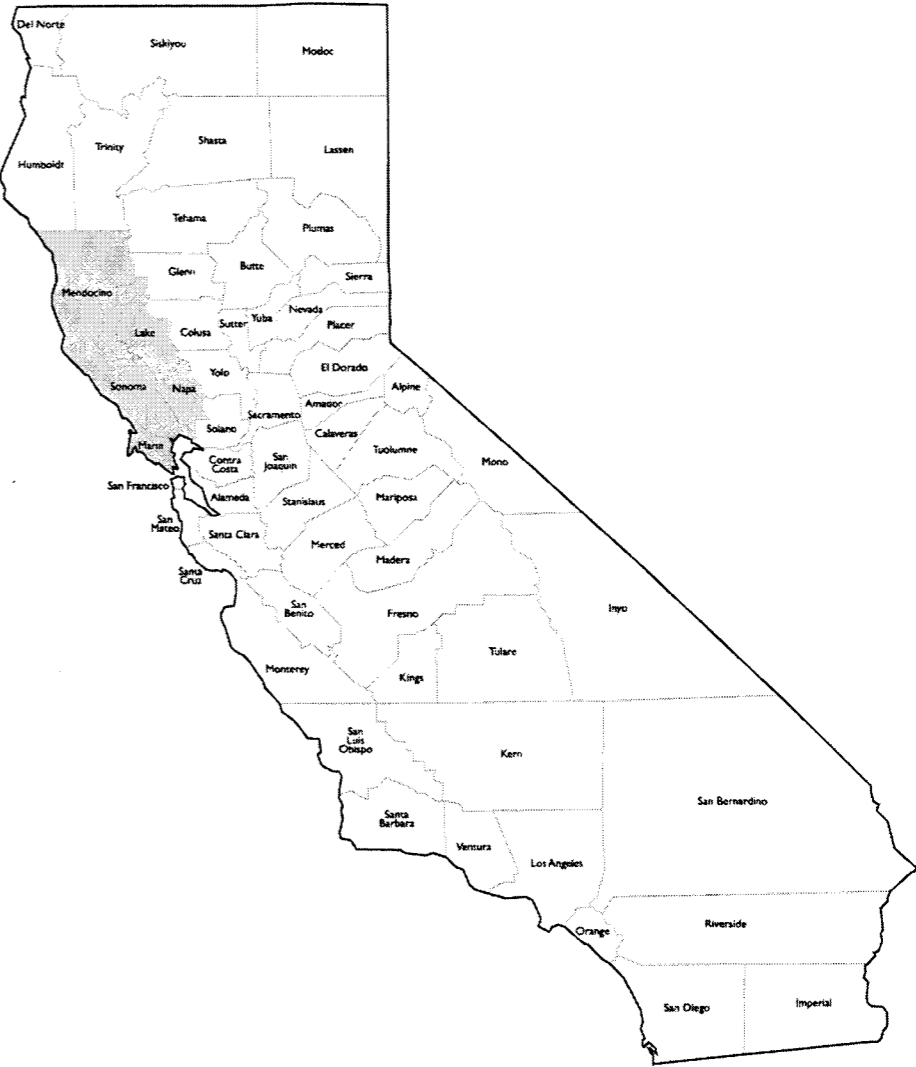 Del Norte
Siskiyou
Modoc
Humboldt
Trinity
Shasta
Lassen
Tehama
Plumas
Glenn
Butte
Sierra
Mendocino
Lake
Colusa
Sutter
Yuba
Nevada
Placer
Sonoma
Napa
Yolo
El Dorado
Alpine
Solano
Sacramento
Amador
Calaveras
Marin
Contra
Costa
San
Joaquin
Tuolumne
Mono
San Francisco
Alameda
Stanislaus
Mariposa
San
Mateo
Santa Clara
Merced
Madera
Santa
Cruz
San
Benito
Fresno
Inyo
Monterey
Kings
Tulare
San
Luis
Obispo
Kern
San Bernardino
Santa
Barbara
Ventura
Los Angeles
Orange
Riverside
San Diego
Imperial